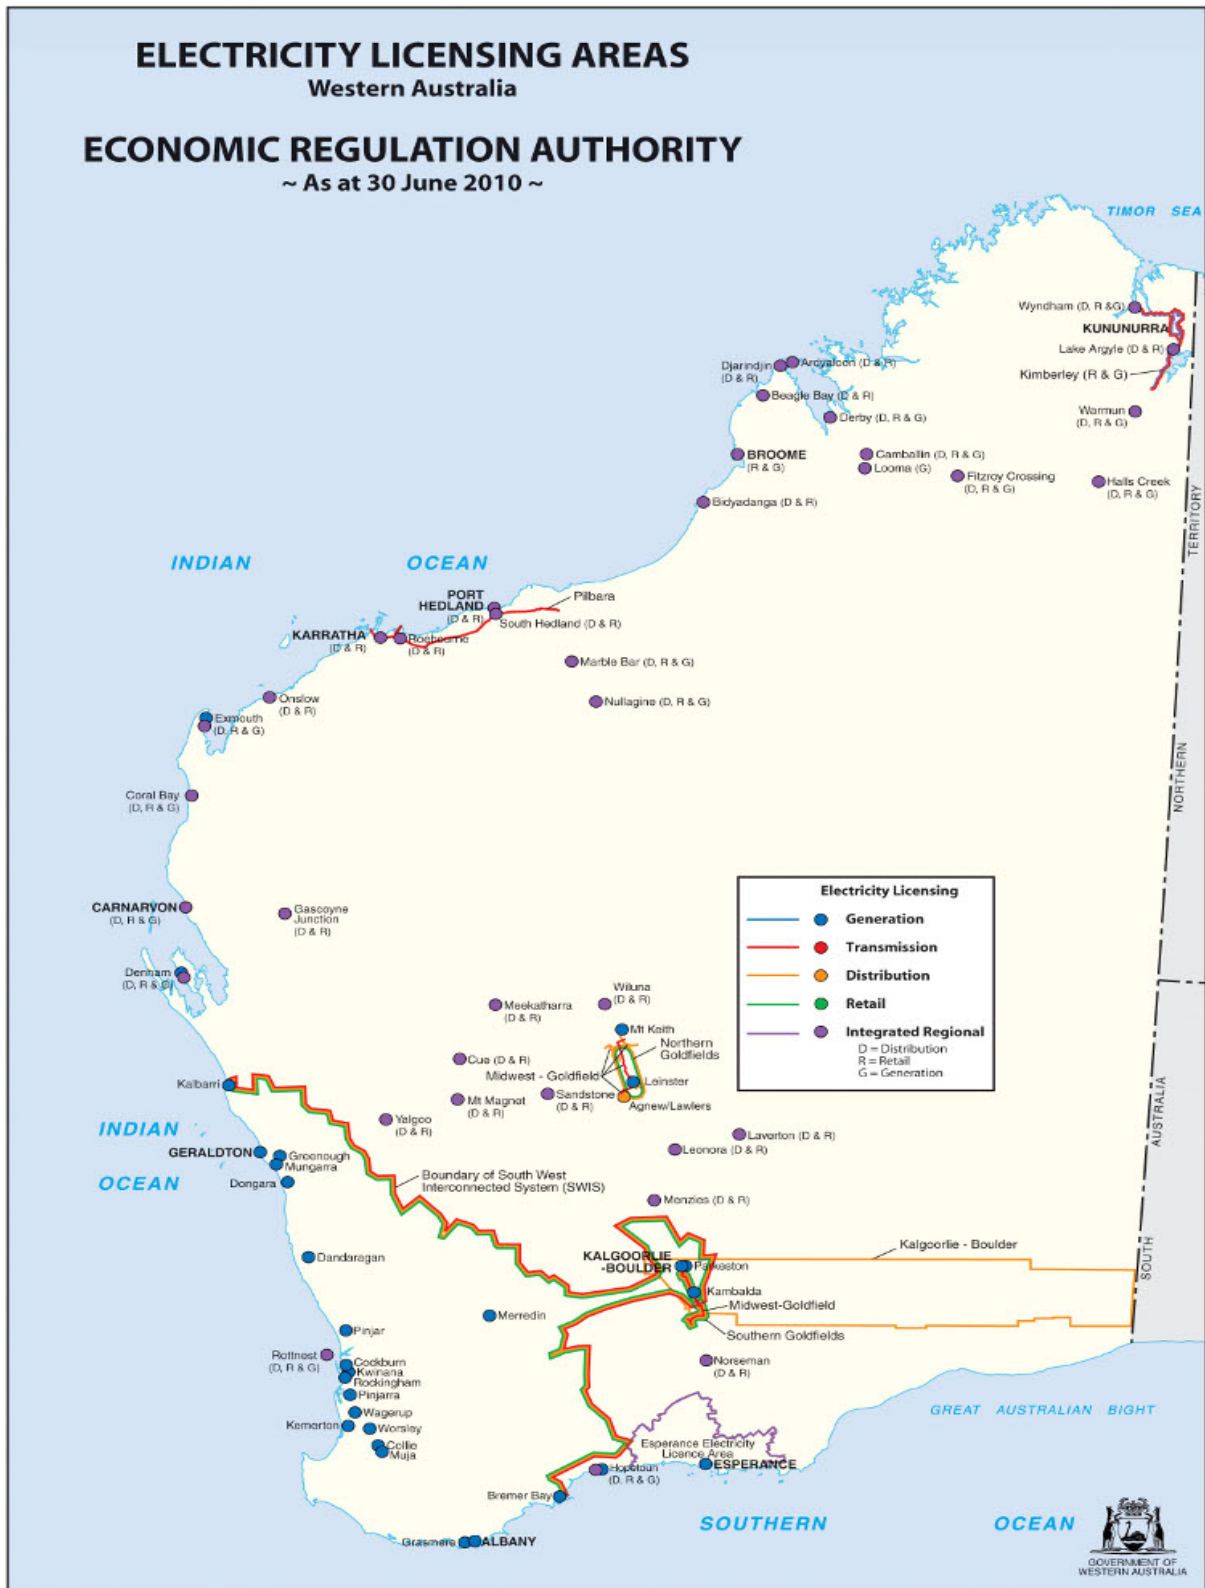 ELECTRICITY LICENSING AREAS
Western Australia
ECONOMIC REGULATION AUTHORITY
~ As at 30 June 2010 ~
TIMOR SEA
Wyndham (D, R &G)
KUNUNURRA
Lake Argyle (D & R)
Kimberley (R & G)
Djarindjin
(D & R)
Ardyaloon (D & R)
Beagle Bay (D & R)
Derby (D, R & G)
Warmun
(D, R & G)
BROOME
(R & G)
Camballin (D, R & G)
Looma (G)
Fitzroy Crossing
(D, R & G)
Halls Creek
(D, R & G)
Bidyadanga (D & R)
TERRITORY
NORTHERN
INDIAN OCEAN
PORT
HEDLAND
(D & R)
Pilbara
South Hedland (D & R)
KARRATHA
(D & R)
Roebourne
(D & R)
Marble Bar (D, R & G)
Nullagine (D, R & G)
Onslow
(D & R)
Exmouth
(D, R & G)
Coral Bay
(D, R & G)
CARNARVON
(D, R & G)
Gascoyne
Junction
(D & R)
Denham
(D, R & G)
Electricity Licensing
Generation
Transmission
Distribution
Retail
Integrated Regional
D = Distribution
R = Retail
G = Generation
Wiluna
(D & R)
Meekatharra
(D & R)
Mt Keith
Northern
Goldfields
Cue (D & R)
Midwest - Goldfield
Leinster
Kalbarri
Mt Magnet
(D & R)
Sandstone
(D & R)
Agnew/Lawlers
Yalgoo
(D & R)
INDIAN
OCEAN
Laverton (D & R)
Leonora (D & R)
AUSTRALIA
SOUTH
GERALDTON
Greenough
Mungarra
Dongara
Boundary of South West
Interconnected System (SWIS)
Menzies (D & R)
Kalgoorlie - Boulder
KALGOORLIE
-BOULDER
Parkeston
Dandaragan
Kambalda
Midwest-Goldfield
Merredin
Southern Goldfields
Pinjar
Rottnest
(D, R & G)
Cockburn
Kwinana
Rockingham
Pinjarra
Norseman
(D & R)
Wagerup
Kemerton
Worsley
Collie
Muja
GREAT AUSTRALIAN BIGHT
Esperance Electricity
Licence Area
ESPERANCE
Hopetoun
(D, R & G)
Bremer Bay
SOUTHERN OCEAN
Grasmere
ALBANY
GOVERNMENT OF
WESTERN AUSTRALIA